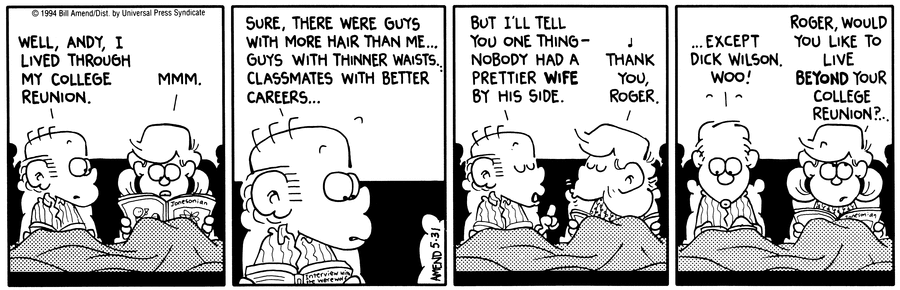 © 1994 Bill Amend/Dist. by Universal Press Syndicate
WELL, ANDY, I
LIVED THROUGH
MY COLLEGE
REUNION.
MMM.
Jonesonian
SURE, THERE WERE GUYS
WITH MORE HAIR THAN ME...
GUYS WITH THINNER WAISTS...
CLASSMATES WITH BETTER
CAREERS...
Interview with
the Werewolf
AMEND 5·31
BUT I'LL TELL
YOU ONE THING–
NOBODY HAD A
PRETTIER WIFE
BY HIS SIDE.
THANK
YOU,
ROGER.
...EXCEPT
DICK WILSON.
WOO!
ROGER, WOULD
YOU LIKE TO
LIVE
BEYOND YOUR
COLLEGE
REUNION?...
Jonesonian